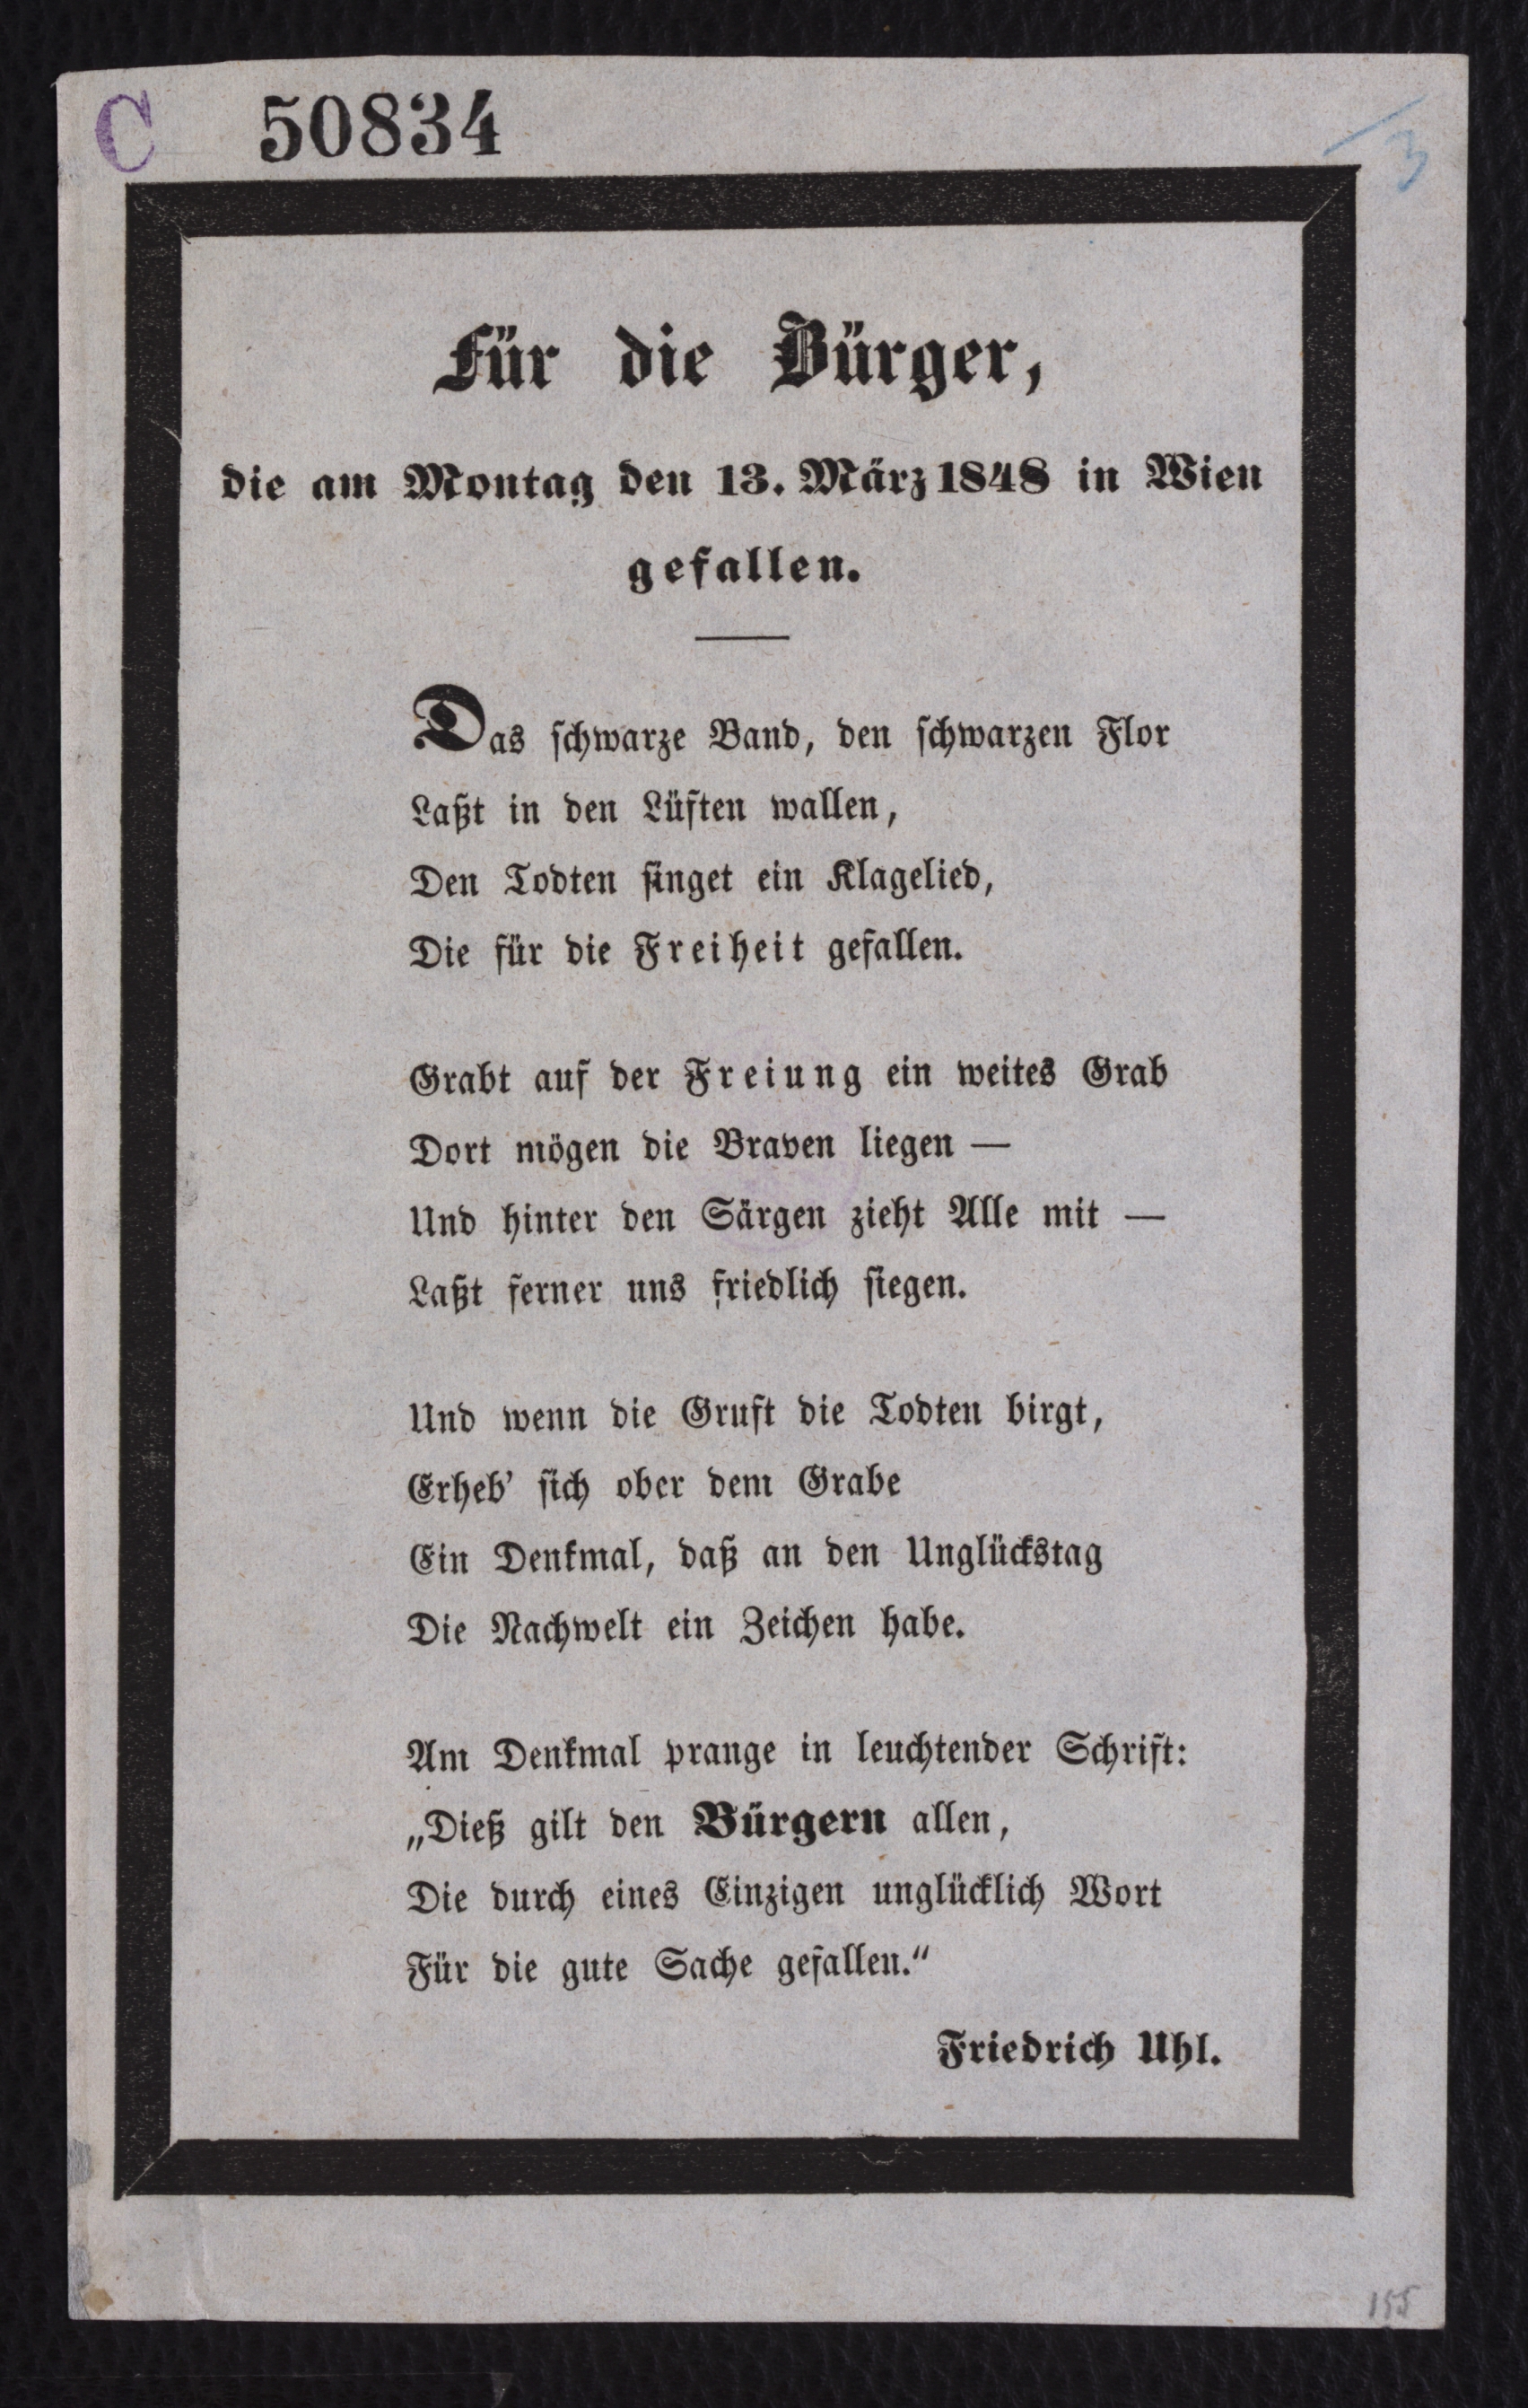 C 50834
3
Für die Bürger,
die am Montag den 13. März 1848 in Wien
gefallen.
Das schwarze Band, den schwarzen Flor
Laßt in den Lüften wallen,
Den Todten singet ein Klagelied,
Die für die Freiheit gefallen.
Grabt auf der Freiung ein weites Grab
Dort mögen die Braven liegen —
Und hinter den Särgen zieht Alle mit —
Laßt ferner uns friedlich siegen.
Und wenn die Gruft die Todten birgt,
Erheb' sich ober dem Grabe
Ein Denkmal, daß an den Unglückstag
Die Nachwelt ein Zeichen habe.
Am Denkmal prange in leuchtender Schrift:
„Dieß gilt den Bürgern allen,
Die durch eines Einzigen unglücklich Wort
Für die gute Sache gefallen."
Friedrich Uhl.
155